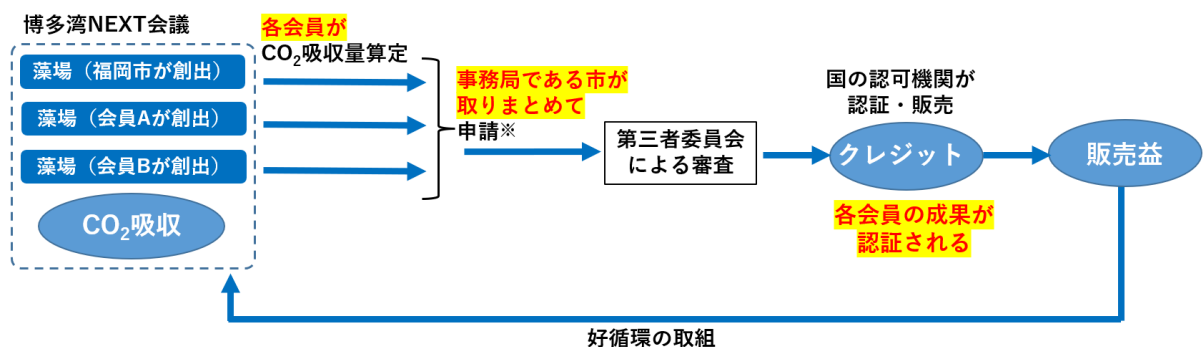 博多湾NEXT会議
藻場（福岡市が創出）
藻場（会員Aが創出）
藻場（会員Bが創出）
CO₂吸収
各会員が
CO₂吸収量算定
事務局である市が
取りまとめて
申請※
第三者委員会
による審査
国の認可機関が
認証・販売
クレジット
各会員の成果が
認証される
販売益
好循環の取組